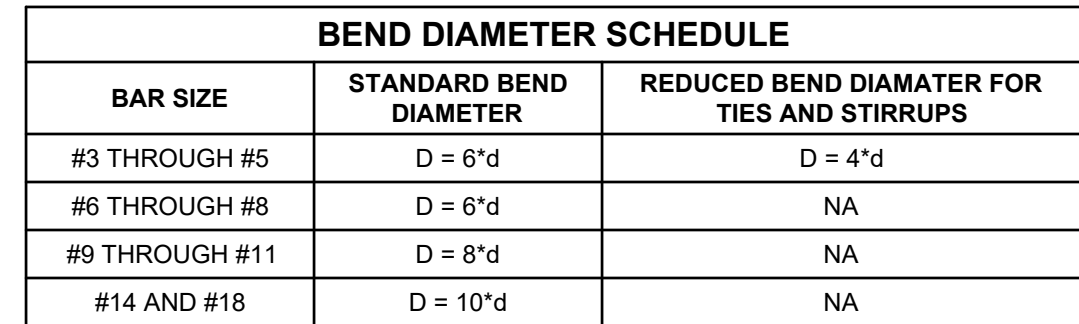 BEND DIAMETER SCHEDULE
BAR SIZE
STANDARD BEND
DIAMETER
REDUCED BEND DIAMATER FOR
TIES AND STIRRUPS
#3 THROUGH #5
D = 6*d
D = 4*d
#6 THROUGH #8
D = 6*d
NA
#9 THROUGH #11
D = 8*d
NA
#14 AND #18
D = 10*d
NA